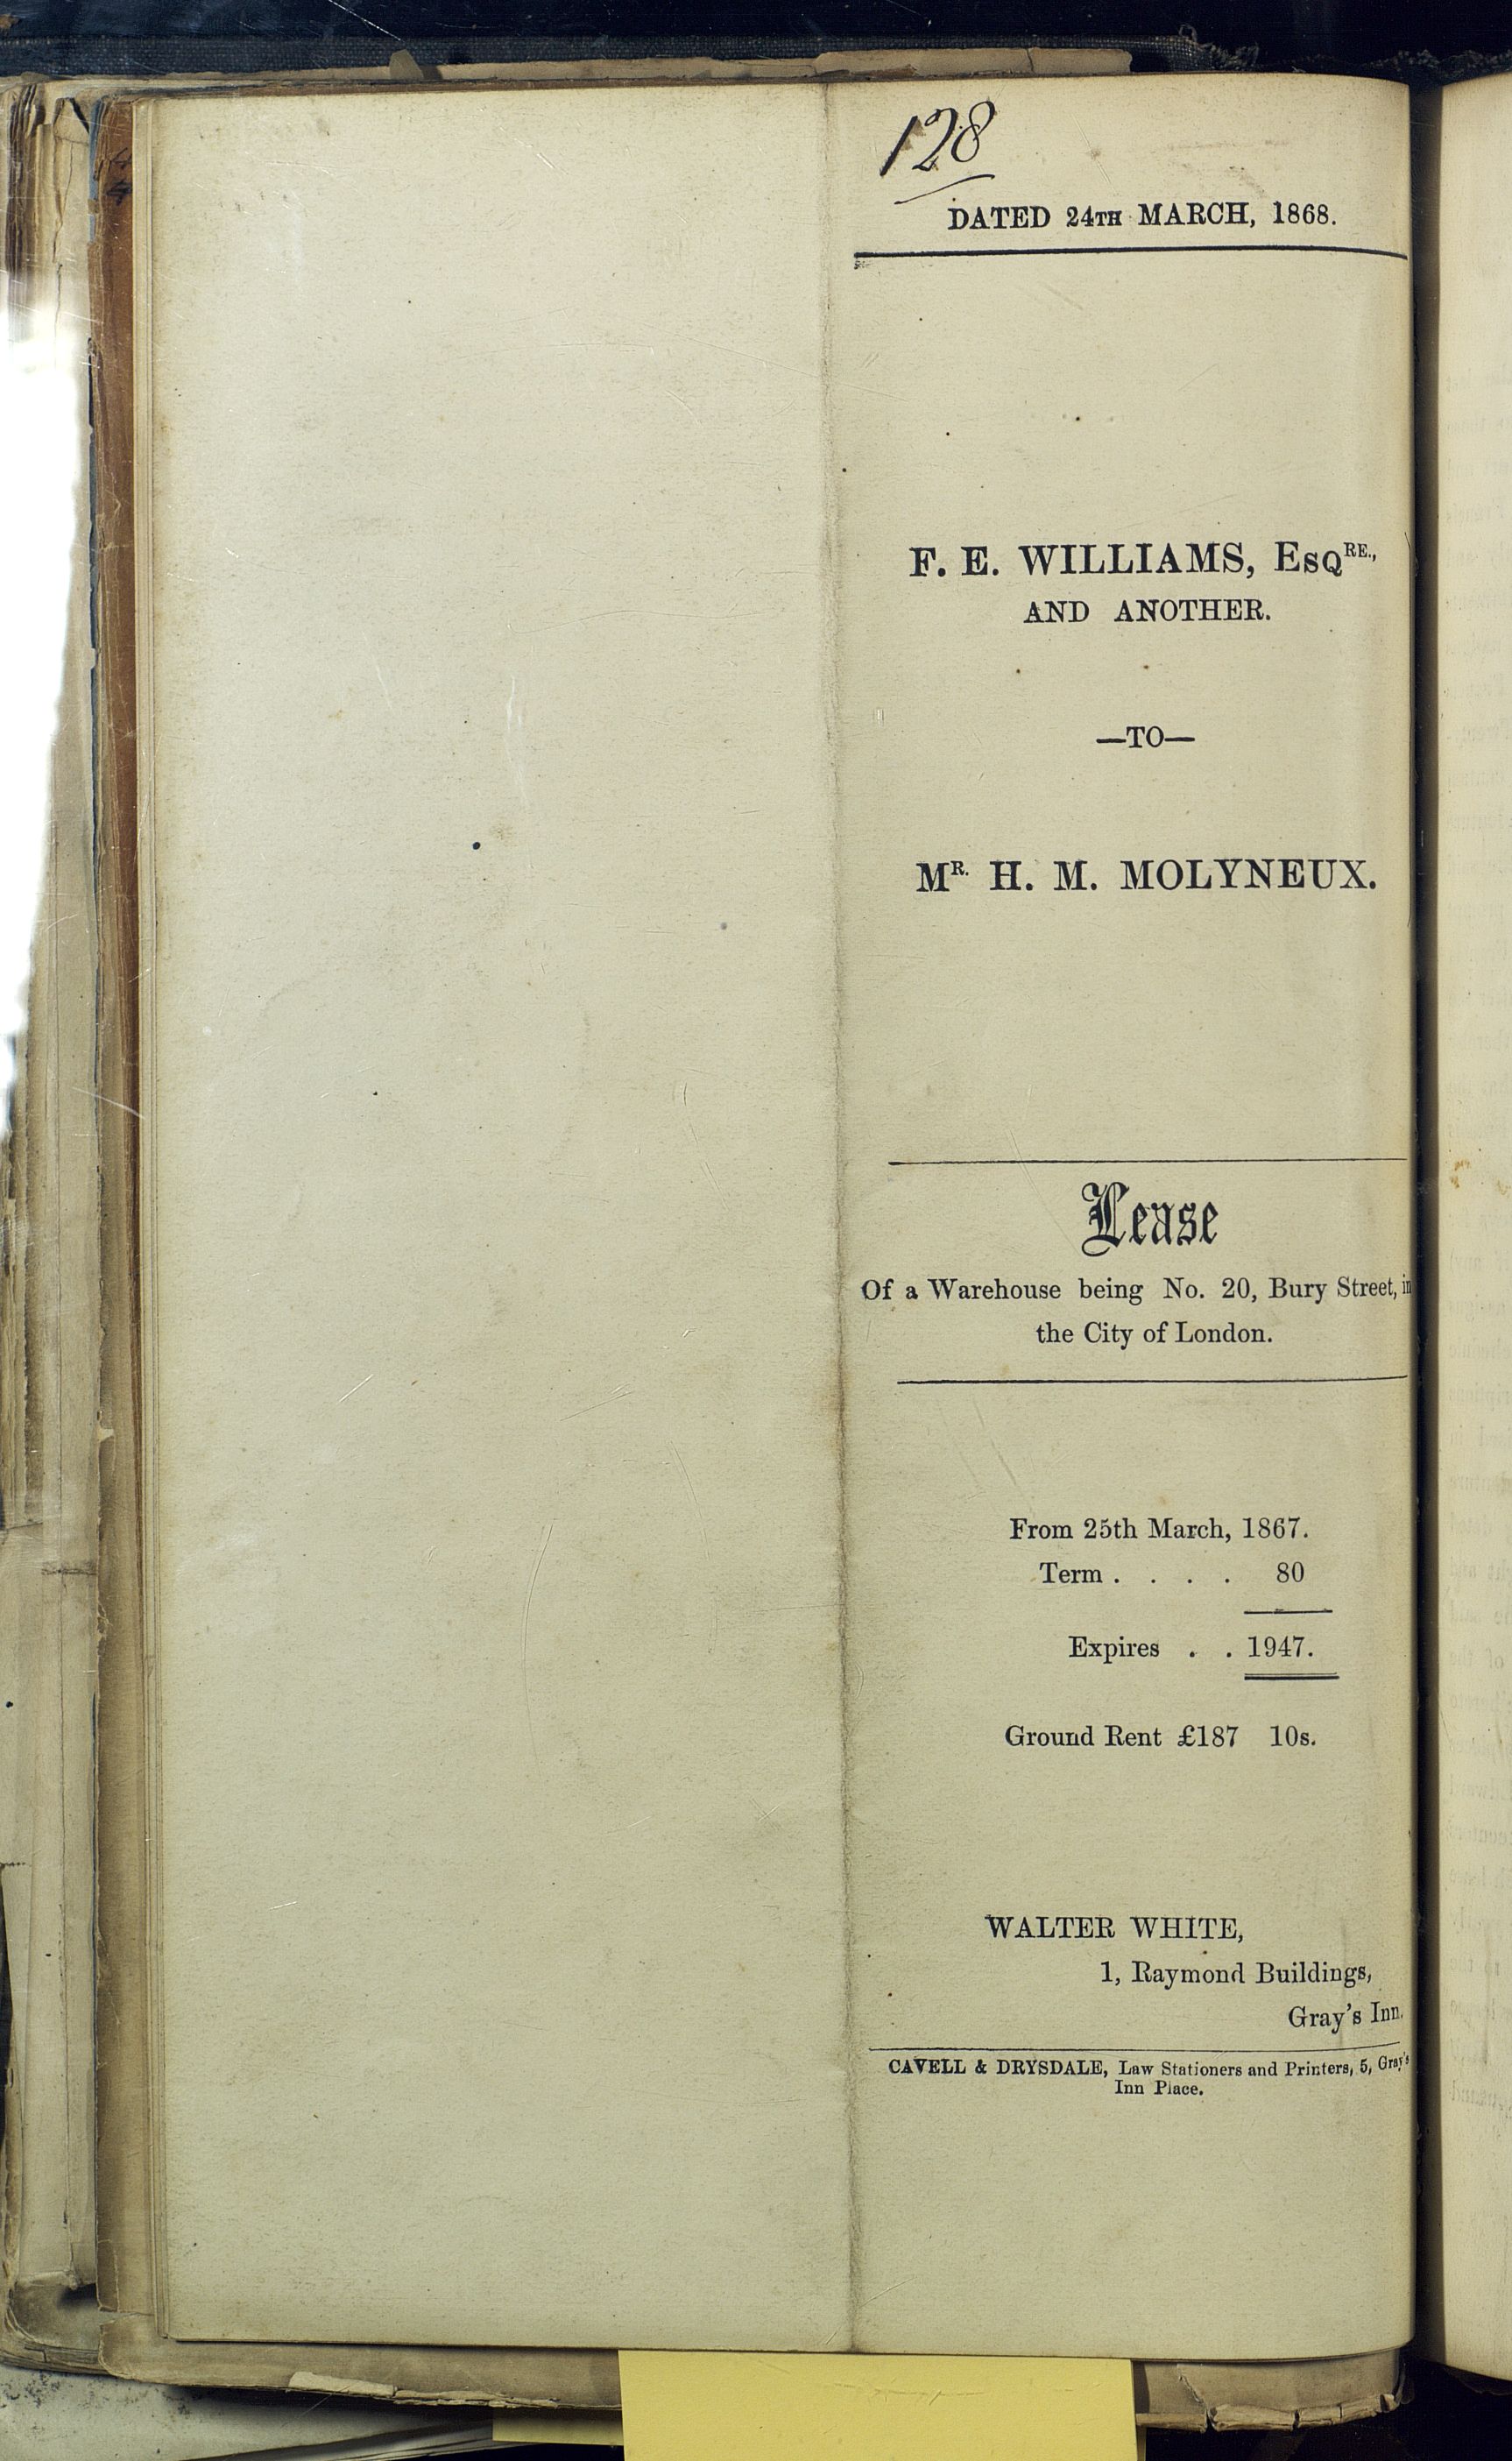 128
DATED 24TH MARCH, 1868.
F. E. WILLIAMS, ESQRE.,
AND ANOTHER.
—TO—
MR. H. M. MOLYNEUX.
Lease
Of a Warehouse being No. 20, Bury Street, in
the City of London.
From 25th March, 1867.
Term . . . . 80
Expires . . 1947.
Ground Rent £187 10s.
WALTER WHITE,
1, Raymond Buildings,
Gray's Inn.
CAVELL & DRYSDALE, Law Stationers and Printers, 5, Gray's
Inn Place.